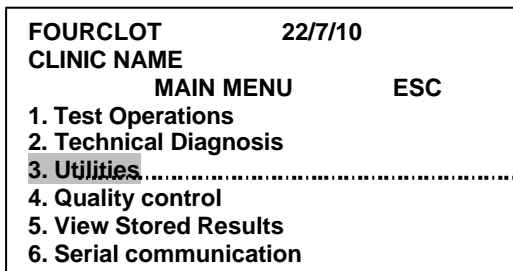 FOURCLOT 22/7/10
CLINIC NAME
MAIN MENU ESC
1. Test Operations
2. Technical Diagnosis
3. Utilities
4. Quality control
5. View Stored Results
6. Serial communication